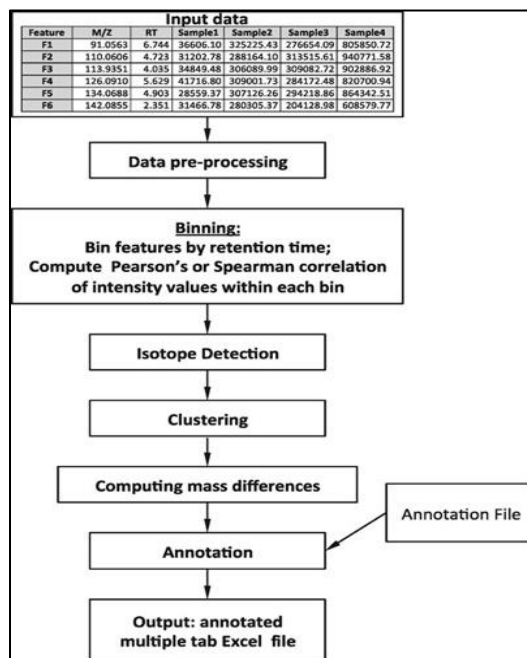 Input data
Feature M/Z RT Sample1 Sample2 Sample3 Sample4
F1 91.0563 6.744 36606.10 325225.43 276654.09 805850.72
F2 110.0606 4.723 31202.78 288164.10 313515.61 940771.58
F3 113.9351 4.035 34849.48 306089.99 309082.72 902886.92
F4 126.0910 5.629 41716.80 309001.73 284172.48 820700.94
F5 134.0688 4.903 28559.37 307126.26 294218.86 864342.51
F6 142.0855 2.351 31466.78 280305.37 204128.98 608579.77
Data pre-processing
Binning:
Bin features by retention time;
Compute Pearson's or Spearman correlation
of intensity values within each bin
Isotope Detection
Clustering
Computing mass differences
Annotation File
Annotation
Output: annotated
multiple tab Excel file